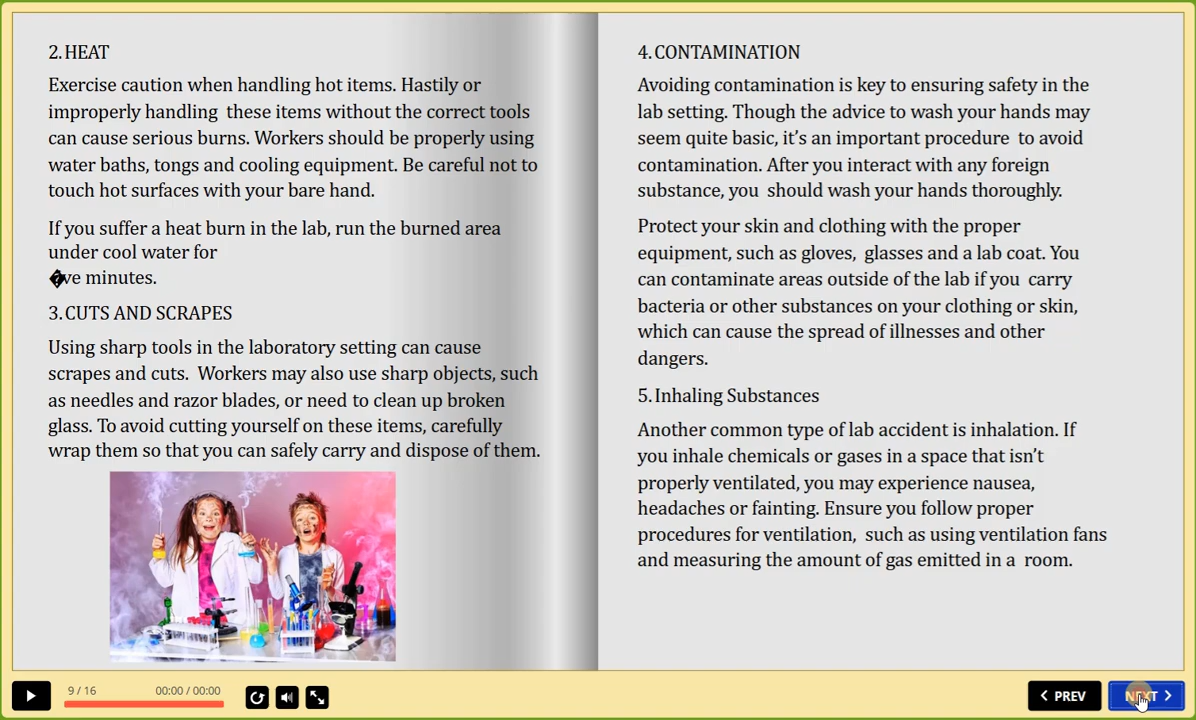 2. HEAT
Exercise caution when handling hot items. Hastily or
improperly handling these items without the correct tools
can cause serious burns. Workers should be properly using
water baths, tongs and cooling equipment. Be careful not to
touch hot surfaces with your bare hand.
If you suffer a heat burn in the lab, run the burned area
under cool water for
�ve minutes.
3. CUTS AND SCRAPES
Using sharp tools in the laboratory setting can cause
scrapes and cuts. Workers may also use sharp objects, such
as needles and razor blades, or need to clean up broken
glass. To avoid cutting yourself on these items, carefully
wrap them so that you can safely carry and dispose of them.
4. CONTAMINATION
Avoiding contamination is key to ensuring safety in the
lab setting. Though the advice to wash your hands may
seem quite basic, it’s an important procedure to avoid
contamination. After you interact with any foreign
substance, you should wash your hands thoroughly.
Protect your skin and clothing with the proper
equipment, such as gloves, glasses and a lab coat. You
can contaminate areas outside of the lab if you carry
bacteria or other substances on your clothing or skin,
which can cause the spread of illnesses and other
dangers.
5. Inhaling Substances
Another common type of lab accident is inhalation. If
you inhale chemicals or gases in a space that isn’t
properly ventilated, you may experience nausea,
headaches or fainting. Ensure you follow proper
procedures for ventilation, such as using ventilation fans
and measuring the amount of gas emitted in a room.
9 / 16 00:00 / 00:00
PREV NEXT